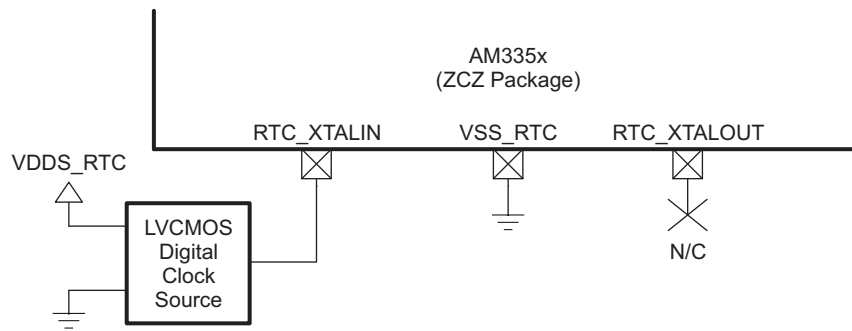 AM335x
(ZCZ Package)
RTC_XTALIN
VSS_RTC
RTC_XTALOUT
VDDS_RTC
LVCMOS
Digital
Clock
Source
N/C